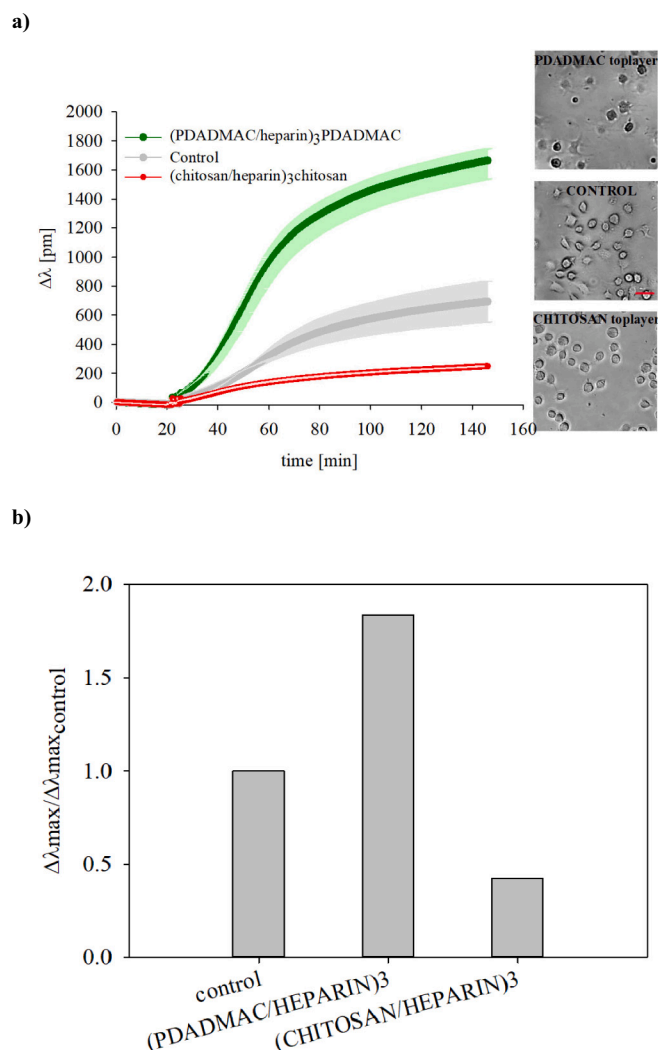 a)
PDADMAC toplayer
2000
1800
(PDADMAC/heparin)3PDADMAC
1600
Control
1400
(chitosan/heparin)3chitosan
1200
CONTROL
1000
800
600
400
CHITOSAN toplayer
200
0
Δλ [pm]
0 20 40 60 80 100 120 140 160
time [min]
b)
2.0
1.5
1.0
0.5
0.0
Δλmax/Δλmaxcontrol
control
(PDADMAC/HEPARIN)3
(CHITOSAN/HEPARIN)3